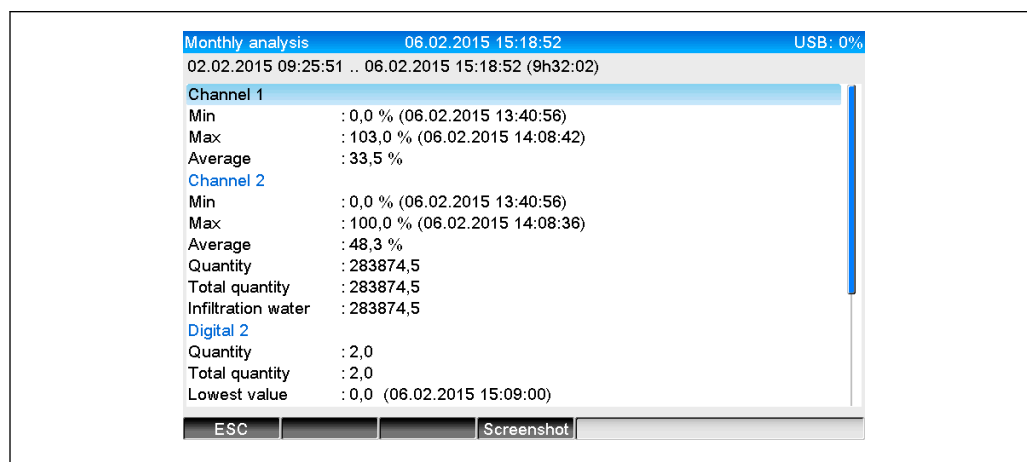 Monthly analysis 06.02.2015 15:18:52 USB: 0%
02.02.2015 09:25:51 .. 06.02.2015 15:18:52 (9h32:02)
Channel 1
Min : 0,0 % (06.02.2015 13:40:56)
Max : 103,0 % (06.02.2015 14:08:42)
Average : 33,5 %
Channel 2
Min : 0,0 % (06.02.2015 13:40:56)
Max : 100,0 % (06.02.2015 14:08:36)
Average : 48,3 %
Quantity : 283874,5
Total quantity : 283874,5
Infiltration water : 283874,5
Digital 2
Quantity : 2,0
Total quantity : 2,0
Lowest value : 0,0 (06.02.2015 15:09:00)
ESC Screenshot